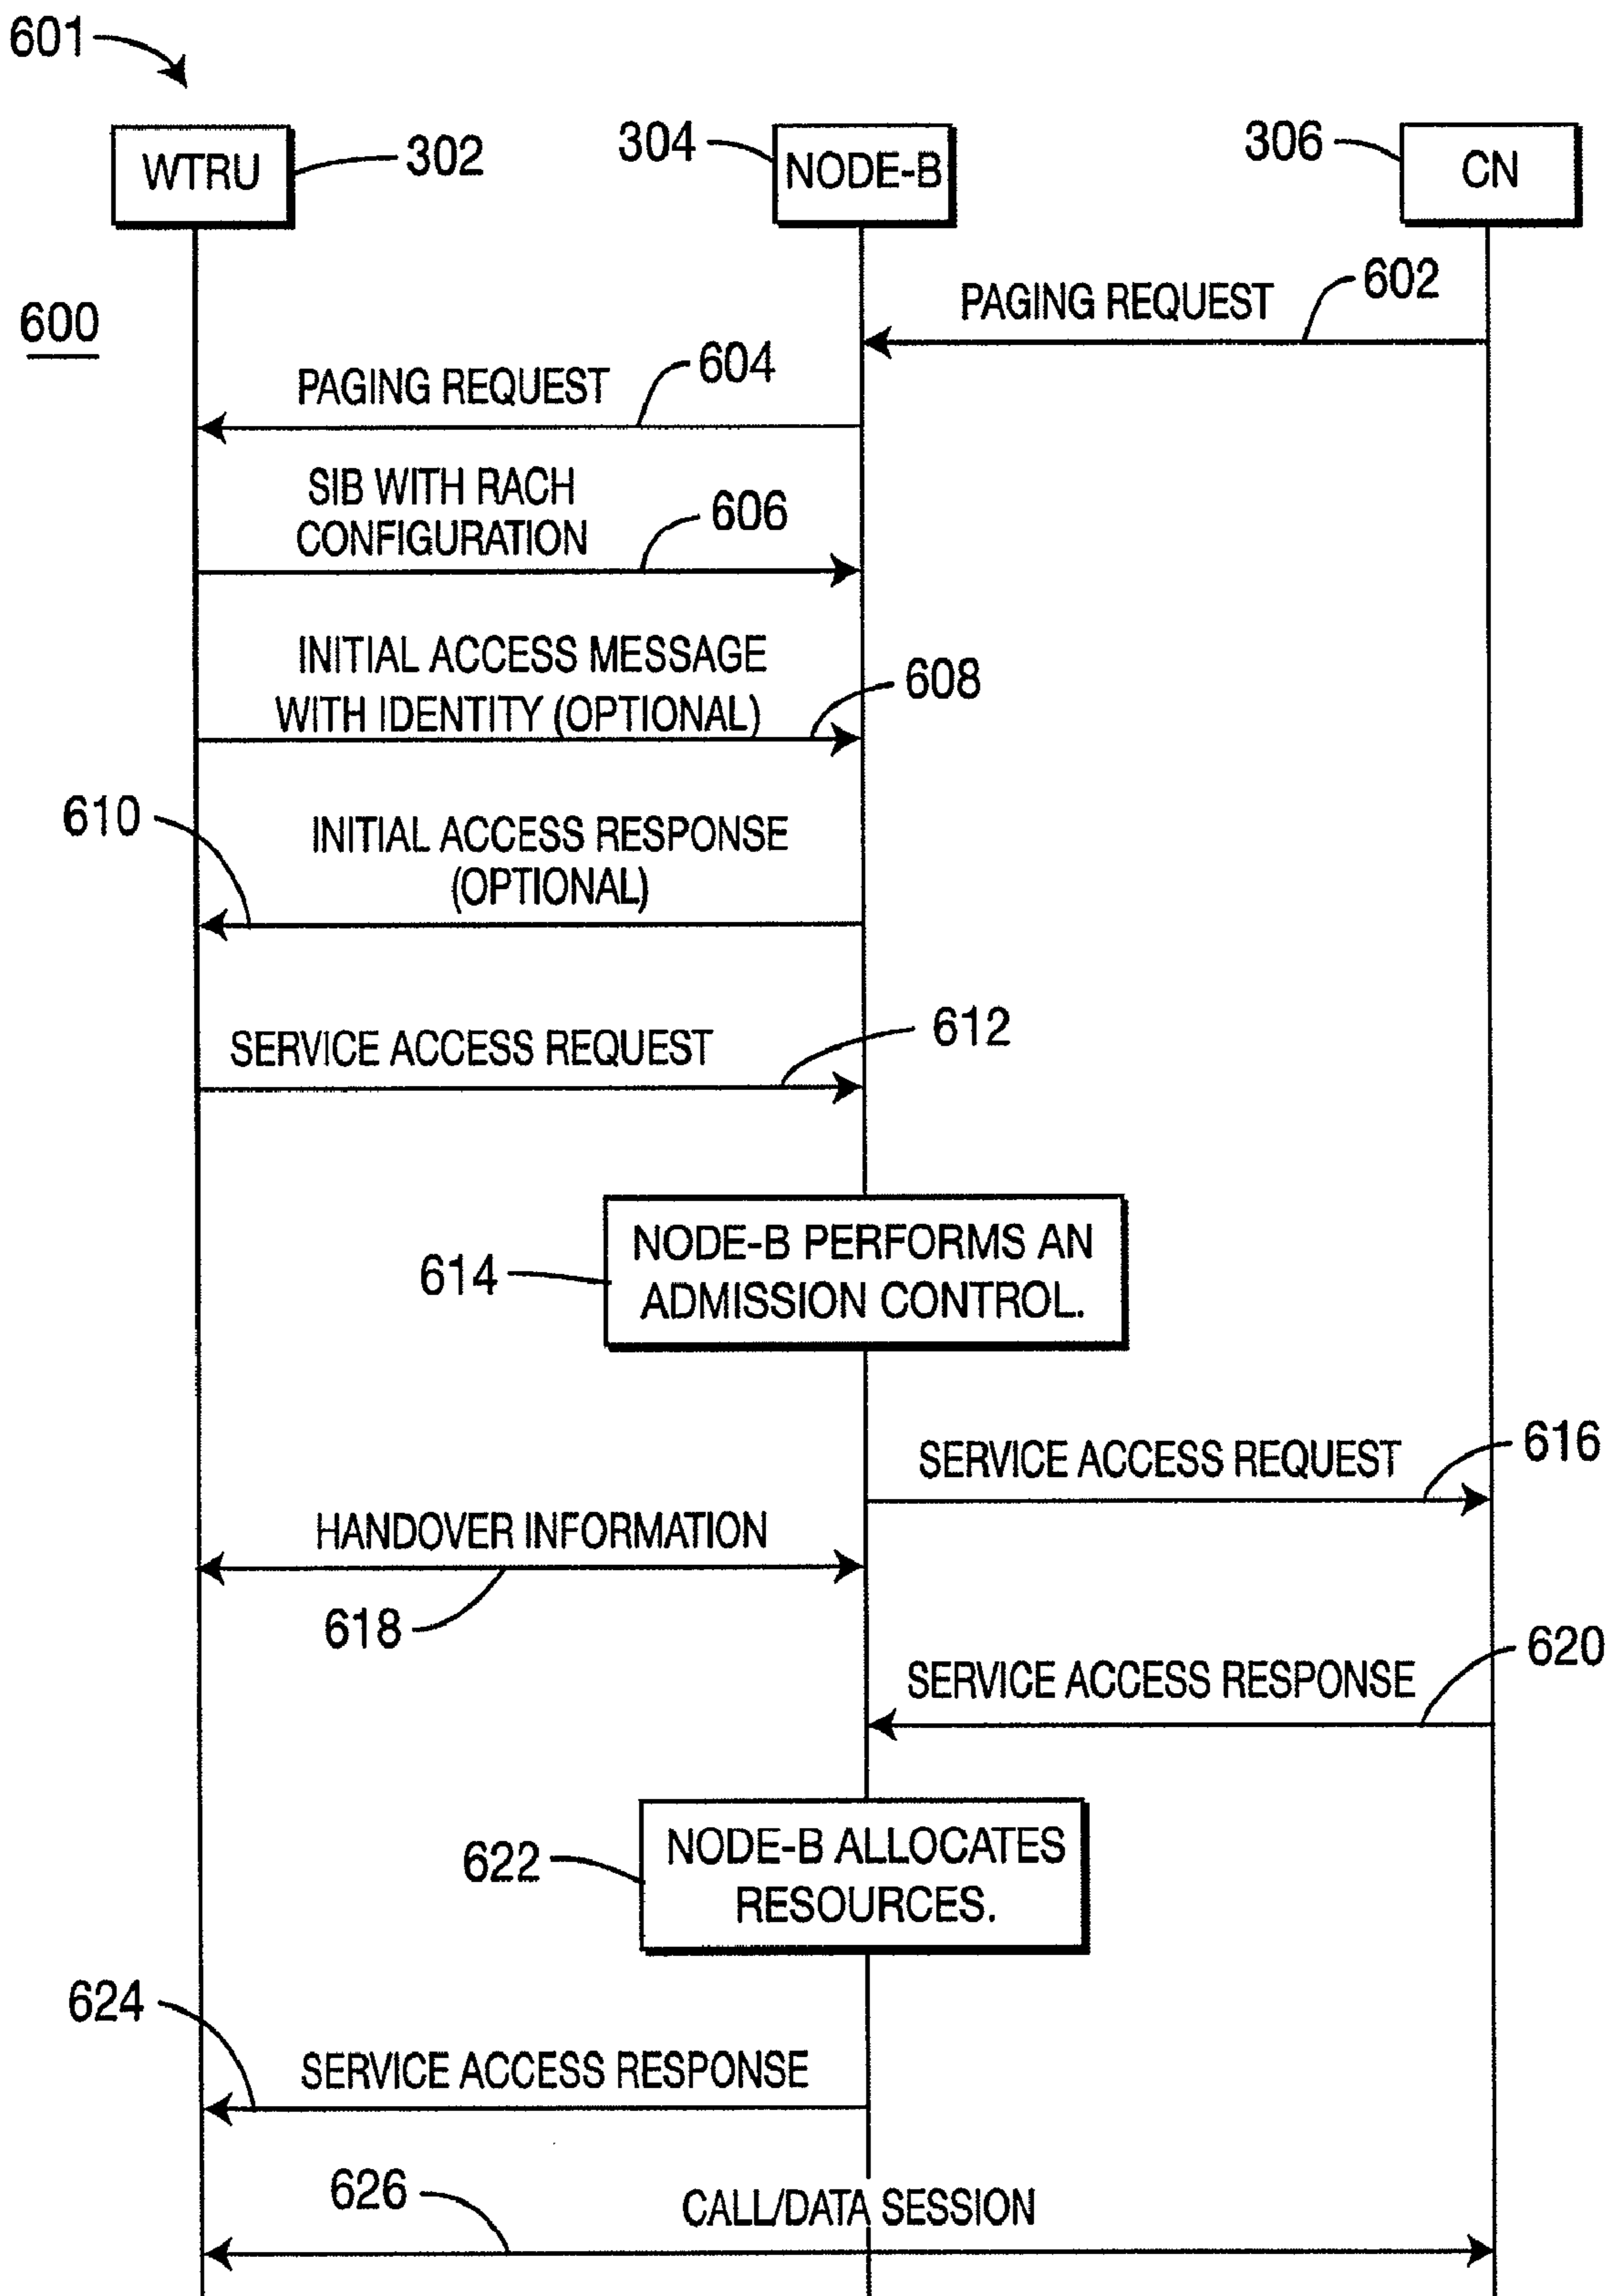 601
WTRU
302
304
NODE-B
306
CN
600
PAGING REQUEST
602
PAGING REQUEST
604
SIB WITH RACH
CONFIGURATION
606
INITIAL ACCESS MESSAGE
WITH IDENTITY (OPTIONAL)
608
610
INITIAL ACCESS RESPONSE
(OPTIONAL)
SERVICE ACCESS REQUEST
612
614
NODE-B PERFORMS AN
ADMISSION CONTROL.
SERVICE ACCESS REQUEST
616
HANDOVER INFORMATION
618
620
SERVICE ACCESS RESPONSE
622
NODE-B ALLOCATES
RESOURCES.
624
SERVICE ACCESS RESPONSE
626
CALL/DATA SESSION